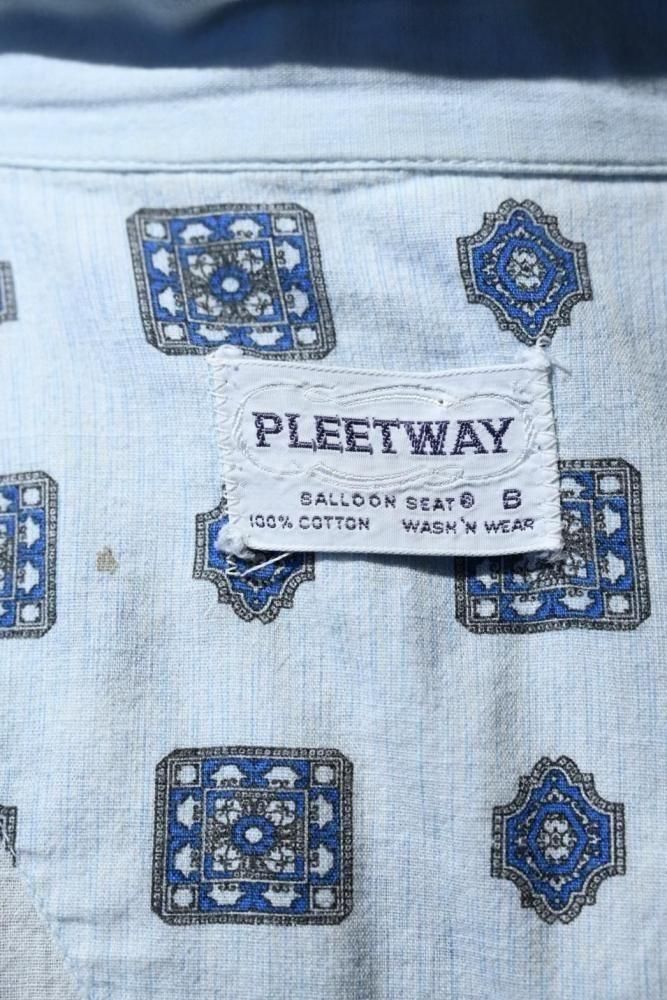 PLEETWAY
BALLOON SEAT® B
100% COTTON WASH 'N WEAR